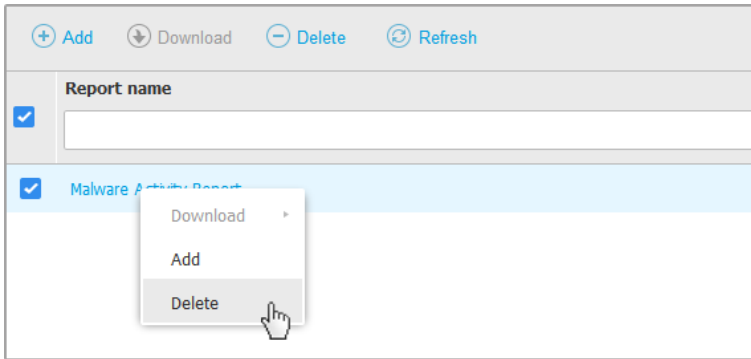 Add Download Delete Refresh
Report name
Malware Activity Report
Download
Add
Delete